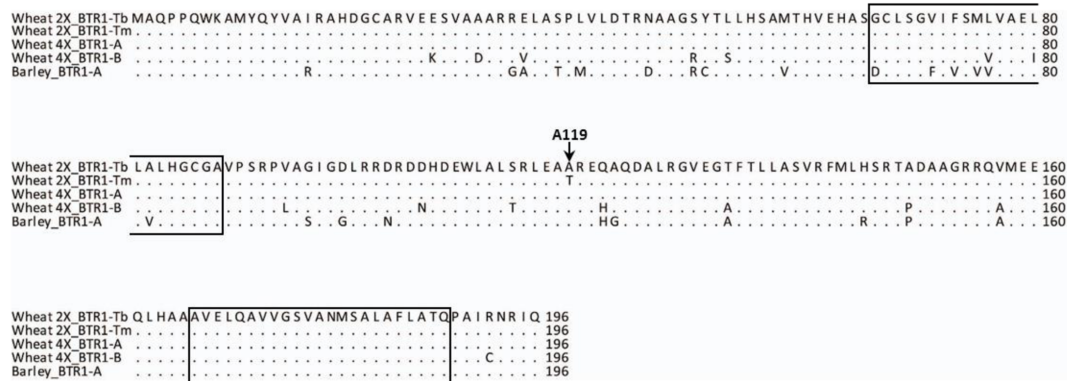 Wheat 2X_BTR1-Tb MAQPPQWKAMYQYVAIRAHDGCARVEESVAAARRELASPLVLDTRNAAGSYTLLHSAMTHVEHASGCLSGVIFSMLVAEL 80
Wheat 2X_BTR1-Tm ................................................................................ 80
Wheat 4X_BTR1-A ................................................................................ 80
Wheat 4X_BTR1-B ..........................K...D...V..............R..S......................V...I 80
Barley_BTR1-A ...............R.................GA..T.M.....D...RC......V.......D....F.V.VV.... 80
A119
Wheat 2X_BTR1-Tb LALHGCGAVPSRPVAGIGDLRRDRDDHDEWLALSRLEAAREQAQDALRGVEGTFTLLASVRFMLHSRTADAAGRRQVMEE 160
Wheat 2X_BTR1-Tm ......................................T......................................... 160
Wheat 4X_BTR1-A ................................................................................ 160
Wheat 4X_BTR1-B .............L...........N.......T.......H..........A...............P.......A... 160
Barley_BTR1-A .V.............S..G...N..................HG.........A...........R...P.......A... 160
Wheat 2X_BTR1-Tb QLHAAAVELQAVVGSVANMSALAFLATQPAIRNRIQ 196
Wheat 2X_BTR1-Tm .................................... 196
Wheat 4X_BTR1-A .................................... 196
Wheat 4X_BTR1-B ...............................C.... 196
Barley_BTR1-A .................................... 196